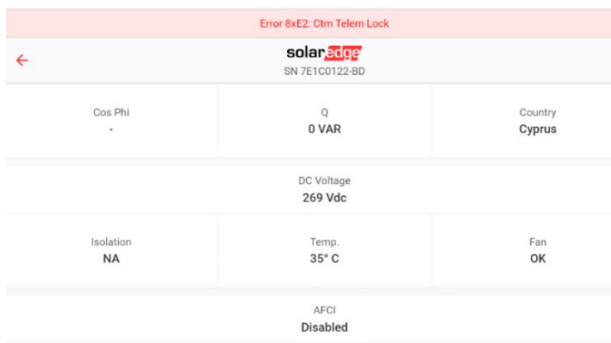 Error 8xE2: Ctm Telem Lock
solaredge
SN 7E1C0122-BD
Cos Phi Q Country
- 0 VAR Cyprus
DC Voltage
269 Vdc
Isolation Temp. Fan
NA 35° C OK
AFCI
Disabled